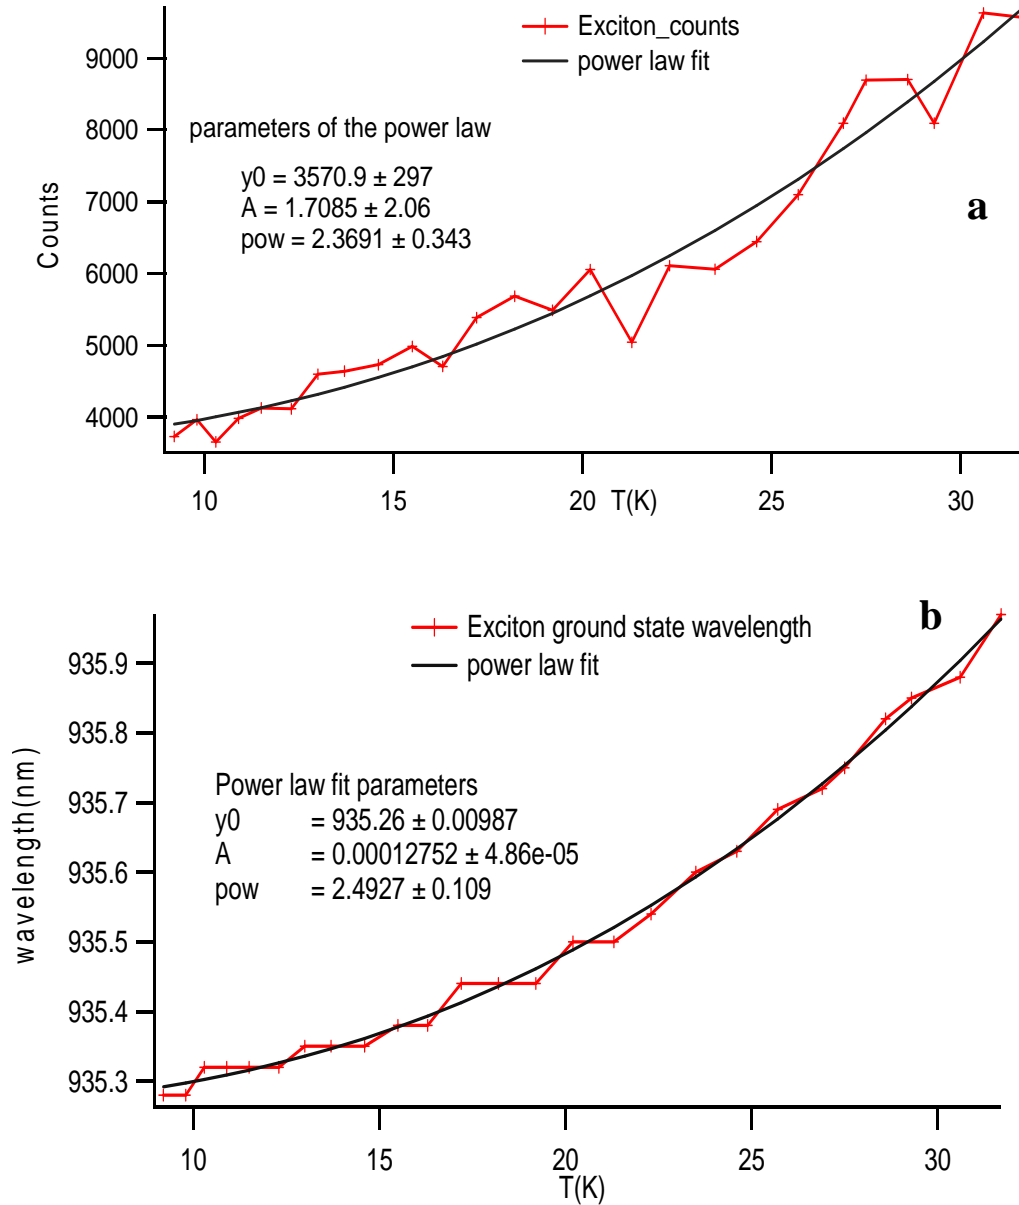 Exciton_counts
power law fit
parameters of the power law
y0 = 3570.9 ± 297
A = 1.7085 ± 2.06
pow = 2.3691 ± 0.343
a
Counts
9000
8000
7000
6000
5000
4000
10 15 20 T(K) 25 30
b
Exciton ground state wavelength
power law fit
Power law fit parameters
y0 = 935.26 ± 0.00987
A = 0.00012752 ± 4.86e-05
pow = 2.4927 ± 0.109
wavelength(nm)
935.9
935.8
935.7
935.6
935.5
935.4
935.3
10 15 20 25 30
T(K)